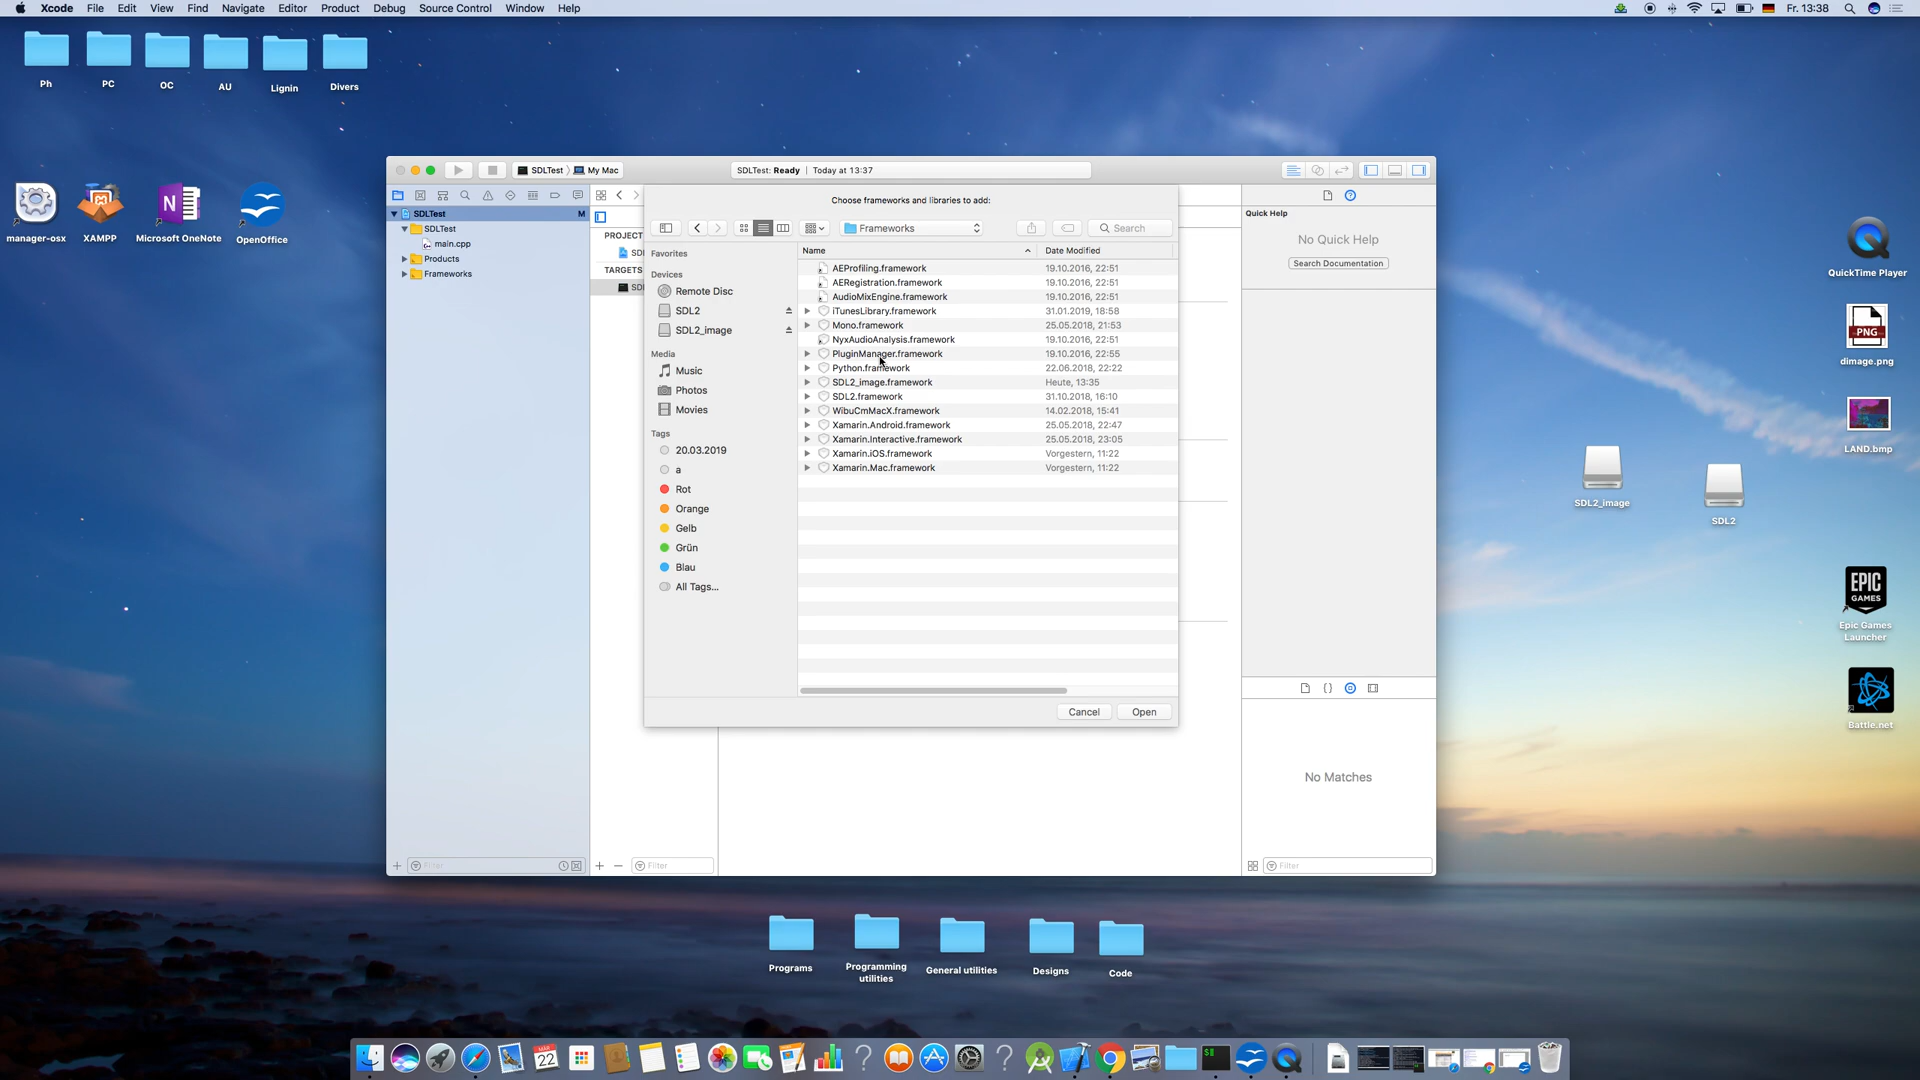 Xcode File Edit View Find Navigate Editor Product Debug Source Control Window Help
Fr. 13:38
Ph
PC
OC
AU
Lignin
Divers
manager-osx
XAMPP
Microsoft OneNote
OpenOffice
SDLTest
My Mac
SDLTest: Ready | Today at 13:37
SDLTest
M
SDLTest
main.cpp
Products
Frameworks
Filter
PROJECT
SDL
TARGETS
SDL
Filter
Choose frameworks and libraries to add:
Frameworks
Search
Favorites
Devices
Remote Disc
SDL2
SDL2_image
Media
Music
Photos
Movies
Tags
20.03.2019
a
Rot
Orange
Gelb
Grün
Blau
All Tags...
Name Date Modified
AEProfiling.framework 19.10.2016, 22:51
AERegistration.framework 19.10.2016, 22:51
AudioMixEngine.framework 19.10.2016, 22:51
iTunesLibrary.framework 31.01.2019, 18:58
Mono.framework 25.05.2018, 21:53
NyxAudioAnalysis.framework 19.10.2016, 22:51
PluginManager.framework 19.10.2016, 22:55
Python.framework 22.06.2018, 22:22
SDL2_image.framework Heute, 13:35
SDL2.framework 31.10.2018, 16:10
WibuCmMacX.framework 14.02.2018, 15:41
Xamarin.Android.framework 25.05.2018, 22:47
Xamarin.Interactive.framework 25.05.2018, 23:05
Xamarin.iOS.framework Vorgestern, 11:22
Xamarin.Mac.framework Vorgestern, 11:22
Cancel
Open
Quick Help
No Quick Help
Search Documentation
No Matches
Filter
QuickTime Player
PNG
dimage.png
LAND.bmp
SDL2_image
SDL2
EPIC
GAMES
Epic Games
Launcher
Battle.net
Programs
Programming
utilities
General utilities
Designs
Code
22